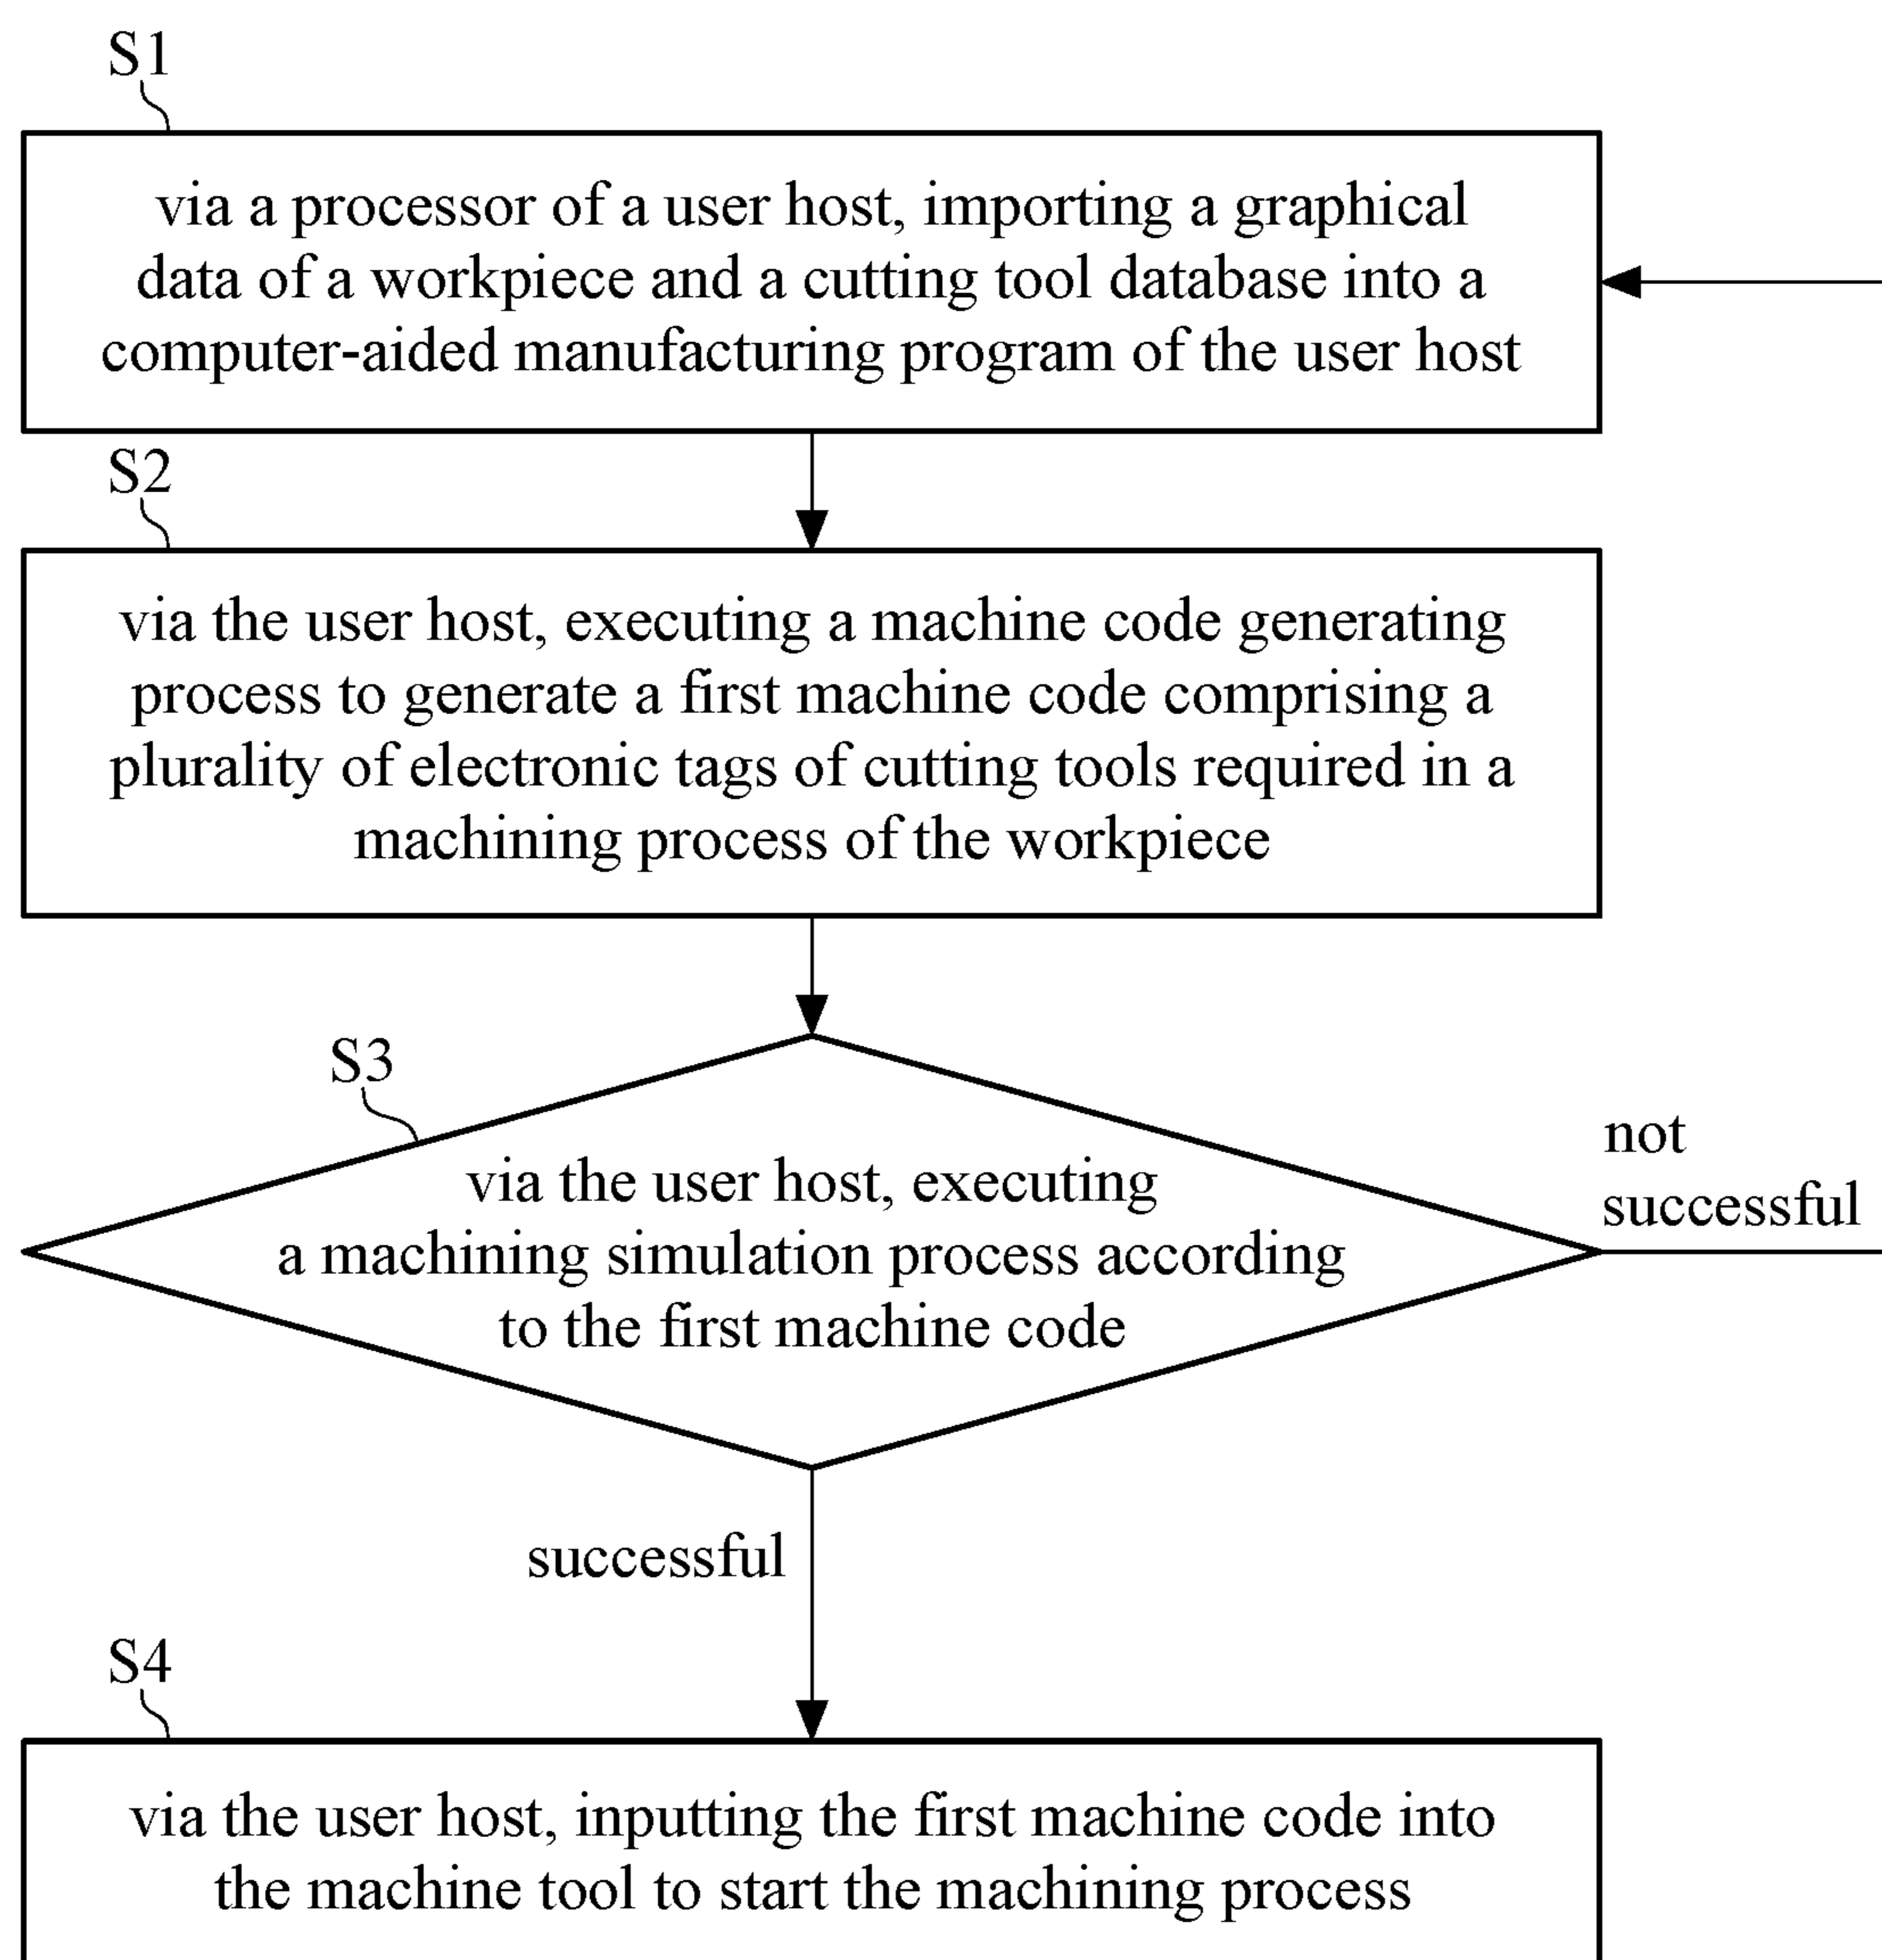 S1
via a processor of a user host, importing a graphical
data of a workpiece and a cutting tool database into a
computer-aided manufacturing program of the user host
S2
via the user host, executing a machine code generating
process to generate a first machine code comprising a
plurality of electronic tags of cutting tools required in a
machining process of the workpiece
S3
via the user host, executing
a machining simulation process according
to the first machine code
not
successful
successful
S4
via the user host, inputting the first machine code into
the machine tool to start the machining process